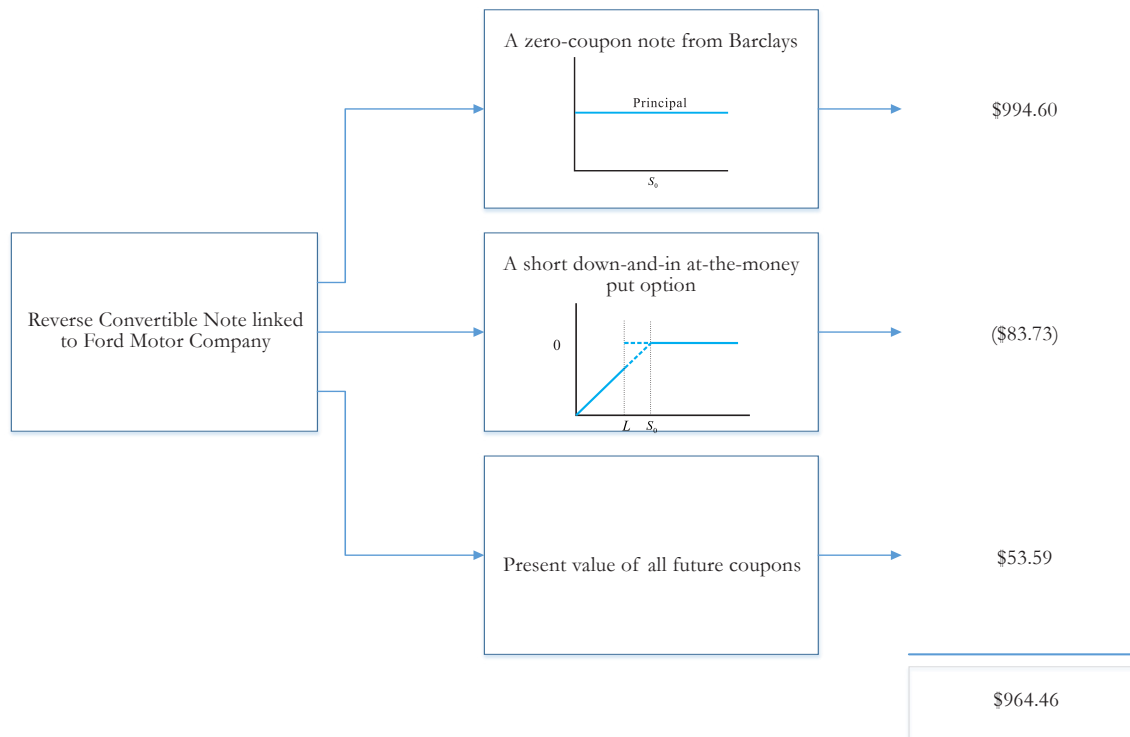 A zero-coupon note from Barclays
Principal
S₀
$994.60
Reverse Convertible Note linked
to Ford Motor Company
A short down-and-in at-the-money
put option
0
L S₀
($83.73)
Present value of all future coupons
$53.59
$964.46